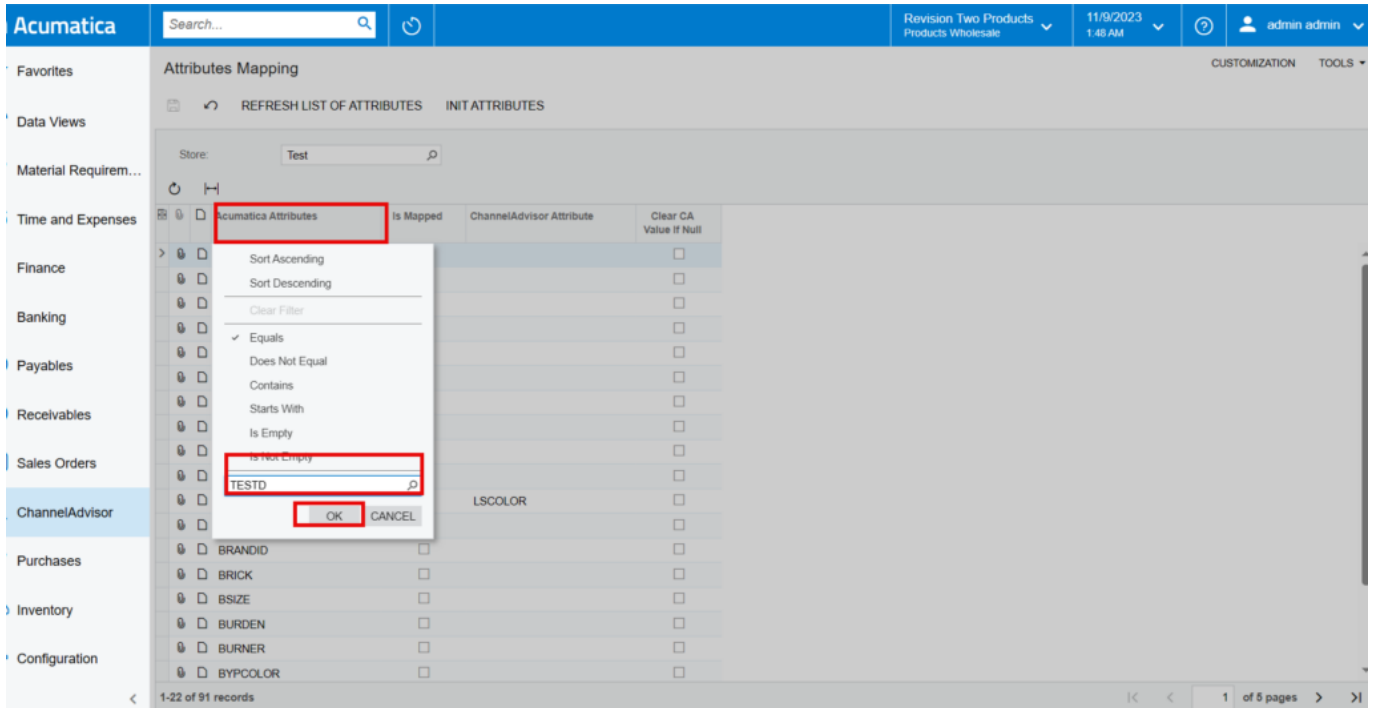 Acumatica
Search...
Revision Two Products
Products Wholesale
11/9/2023
1:48 AM
admin admin
Favorites
Data Views
Material Requirem...
Time and Expenses
Finance
Banking
Payables
Receivables
Sales Orders
ChannelAdvisor
Purchases
Inventory
Configuration
Attributes Mapping
CUSTOMIZATION
TOOLS
REFRESH LIST OF ATTRIBUTES
INIT ATTRIBUTES
Store:
Test
Acumatica Attributes
Is Mapped
ChannelAdvisor Attribute
Clear CA
Value If Null
Sort Ascending
Sort Descending
Clear Filter
Equals
Does Not Equal
Contains
Starts With
Is Empty
Is Not Empty
TESTD
OK
CANCEL
LSCOLOR
BRANDID
BRICK
BSIZE
BURDEN
BURNER
BYPCOLOR
1-22 of 91 records
1 of 5 pages